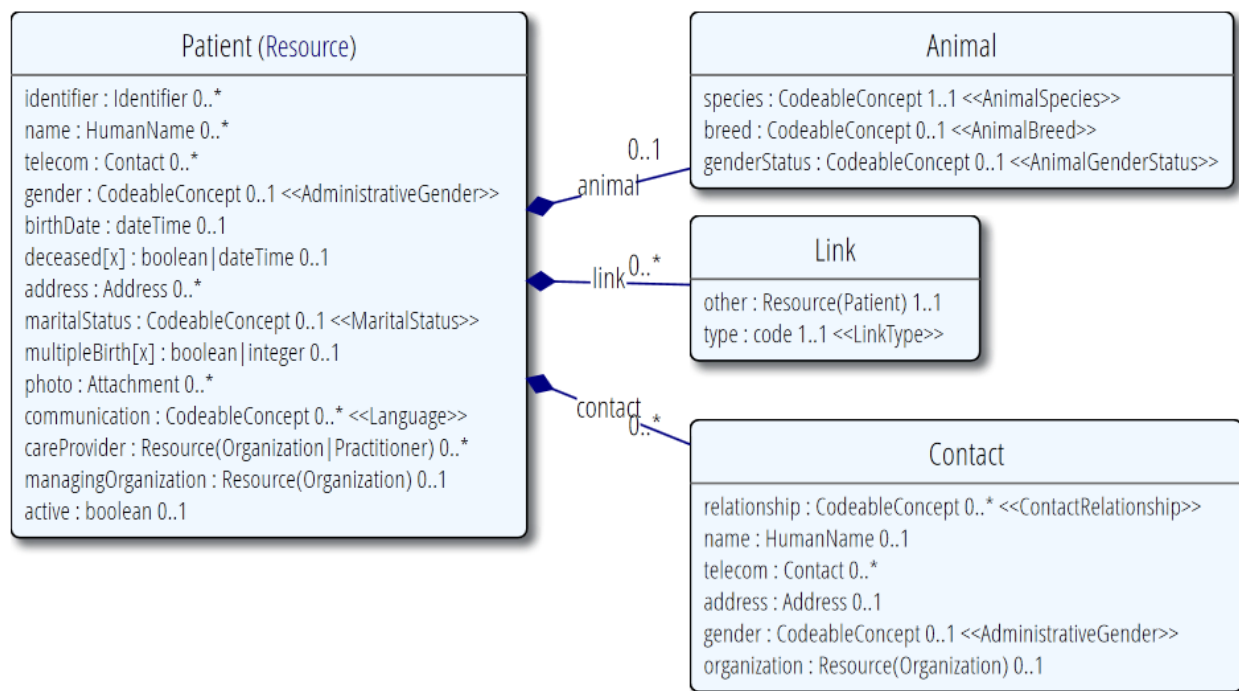 Patient (Resource)
identifier : Identifier 0..*
name : HumanName 0..*
telecom : Contact 0..*
gender : CodeableConcept 0..1 <<AdministrativeGender>>
birthDate : dateTime 0..1
deceased[x] : boolean|dateTime 0..1
address : Address 0..*
maritalStatus : CodeableConcept 0..1 <<MaritalStatus>>
multipleBirth[x] : boolean|integer 0..1
photo : Attachment 0..*
communication : CodeableConcept 0..* <<Language>>
careProvider : Resource(Organization|Practitioner) 0..*
managingOrganization : Resource(Organization) 0..1
active : boolean 0..1
0..1
animal
link
0..*
contact
0..*
Animal
species : CodeableConcept 1..1 <<AnimalSpecies>>
breed : CodeableConcept 0..1 <<AnimalBreed>>
genderStatus : CodeableConcept 0..1 <<AnimalGenderStatus>>
Link
other : Resource(Patient) 1..1
type : code 1..1 <<LinkType>>
Contact
relationship : CodeableConcept 0..* <<ContactRelationship>>
name : HumanName 0..1
telecom : Contact 0..*
address : Address 0..1
gender : CodeableConcept 0..1 <<AdministrativeGender>>
organization : Resource(Organization) 0..1